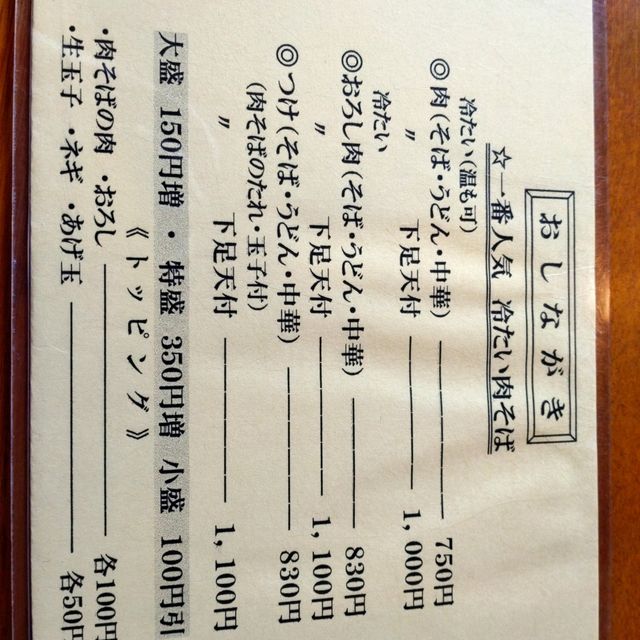 おしながき
☆一番人気 冷たい肉そば
冷たい(温も可)
◎肉(そば・うどん・中華) 750円
〃 下足天付 1,000円
冷たい
◎おろし肉(そば・うどん・中華) 830円
〃 下足天付 1,100円
◎つけ(そば・うどん・中華) 830円
(肉そばのたれ・玉子付)
〃 下足天付 1,100円
大盛 150円増 ・ 特盛 350円増 小盛 100円引
《トッピング》
・肉そばの肉 ・おろし 各100円
・生玉子 ・ネギ ・あげ玉 各50円